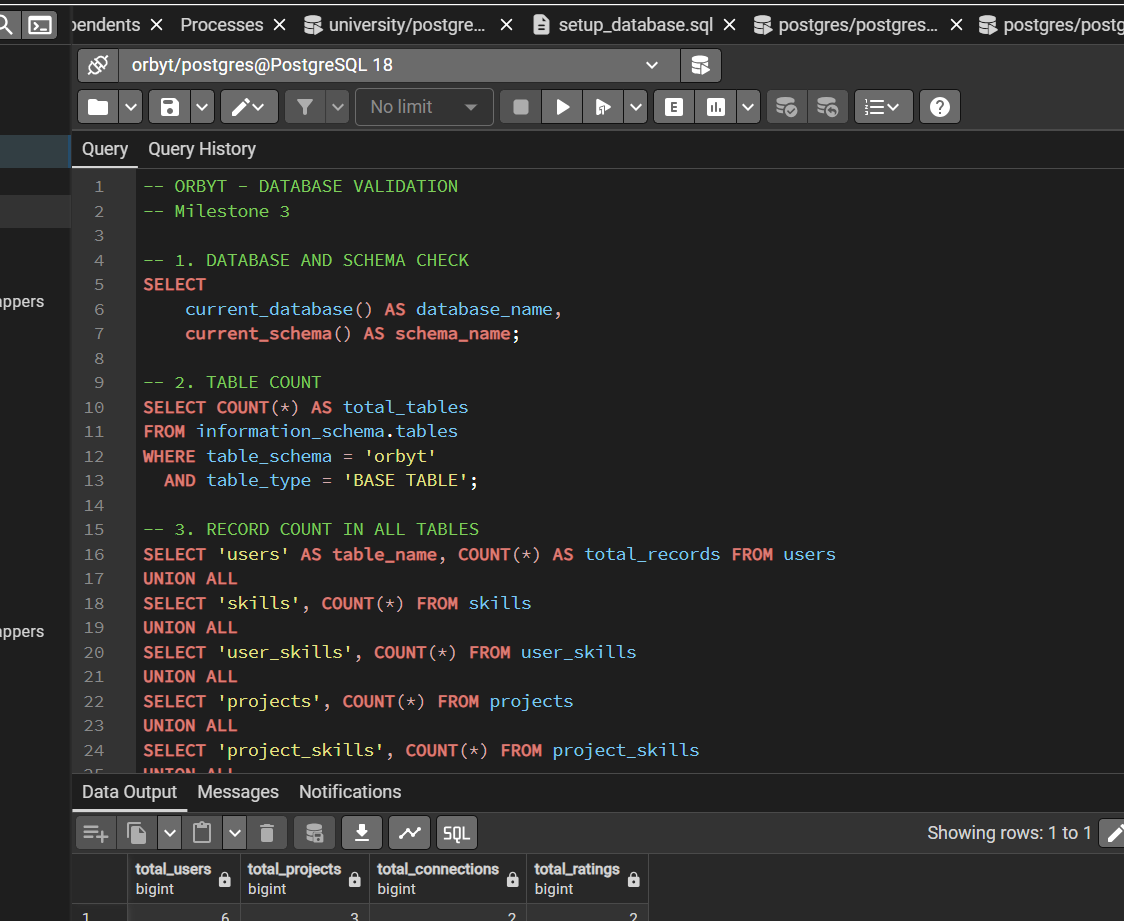 pendents × Processes × university/postgre... × setup_database.sql × postgres/postgres... × postgres/postg
orbyt/postgres@PostgreSQL 18
No limit
E
Query Query History
1 -- ORBYT - DATABASE VALIDATION
2 -- Milestone 3
3
4 -- 1. DATABASE AND SCHEMA CHECK
5 SELECT
6 current_database() AS database_name,
7 current_schema() AS schema_name;
8
9 -- 2. TABLE COUNT
10 SELECT COUNT(*) AS total_tables
11 FROM information_schema.tables
12 WHERE table_schema = 'orbyt'
13 AND table_type = 'BASE TABLE';
14
15 -- 3. RECORD COUNT IN ALL TABLES
16 SELECT 'users' AS table_name, COUNT(*) AS total_records FROM users
17 UNION ALL
18 SELECT 'skills', COUNT(*) FROM skills
19 UNION ALL
20 SELECT 'user_skills', COUNT(*) FROM user_skills
21 UNION ALL
22 SELECT 'projects', COUNT(*) FROM projects
23 UNION ALL
24 SELECT 'project_skills', COUNT(*) FROM project_skills
25 UNION ALL
appers
appers
Data Output Messages Notifications
SQL
Showing rows: 1 to 1
total_users total_projects total_connections total_ratings
bigint bigint bigint bigint
1 6 3 2 2